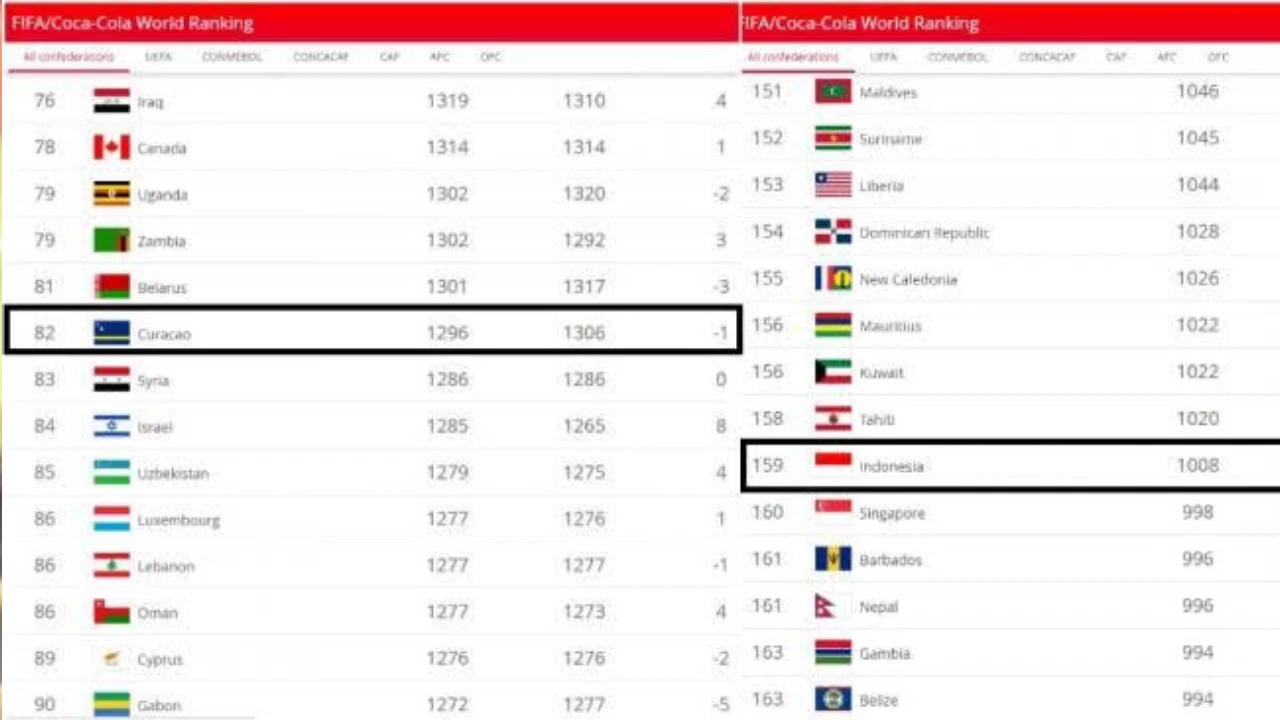 FIFA/Coca-Cola World Ranking
All confederations UEFA CONMEBOL CONCACAF CAF AFC OFC
76 Iraq 1319 1310 4
78 Canada 1314 1314 1
79 Uganda 1302 1320 -2
79 Zambia 1302 1292 3
81 Belarus 1301 1317 -3
82 Curacao 1296 1306 -1
83 Syria 1286 1286 0
84 Israel 1285 1265 8
85 Uzbekistan 1279 1275 4
86 Luxembourg 1277 1276 1
86 Lebanon 1277 1277 -1
86 Oman 1277 1273 4
89 Cyprus 1276 1276 -2
90 Gabon 1272 1277 -5
FIFA/Coca-Cola World Ranking
All confederations UEFA CONMEBOL CONCACAF CAF AFC OFC
151 Maldives 1046
152 Suriname 1045
153 Liberia 1044
154 Dominican Republic 1028
155 New Caledonia 1026
156 Mauritius 1022
156 Kuwait 1022
158 Tahiti 1020
159 Indonesia 1008
160 Singapore 998
161 Barbados 996
161 Nepal 996
163 Gambia 994
163 Belize 994